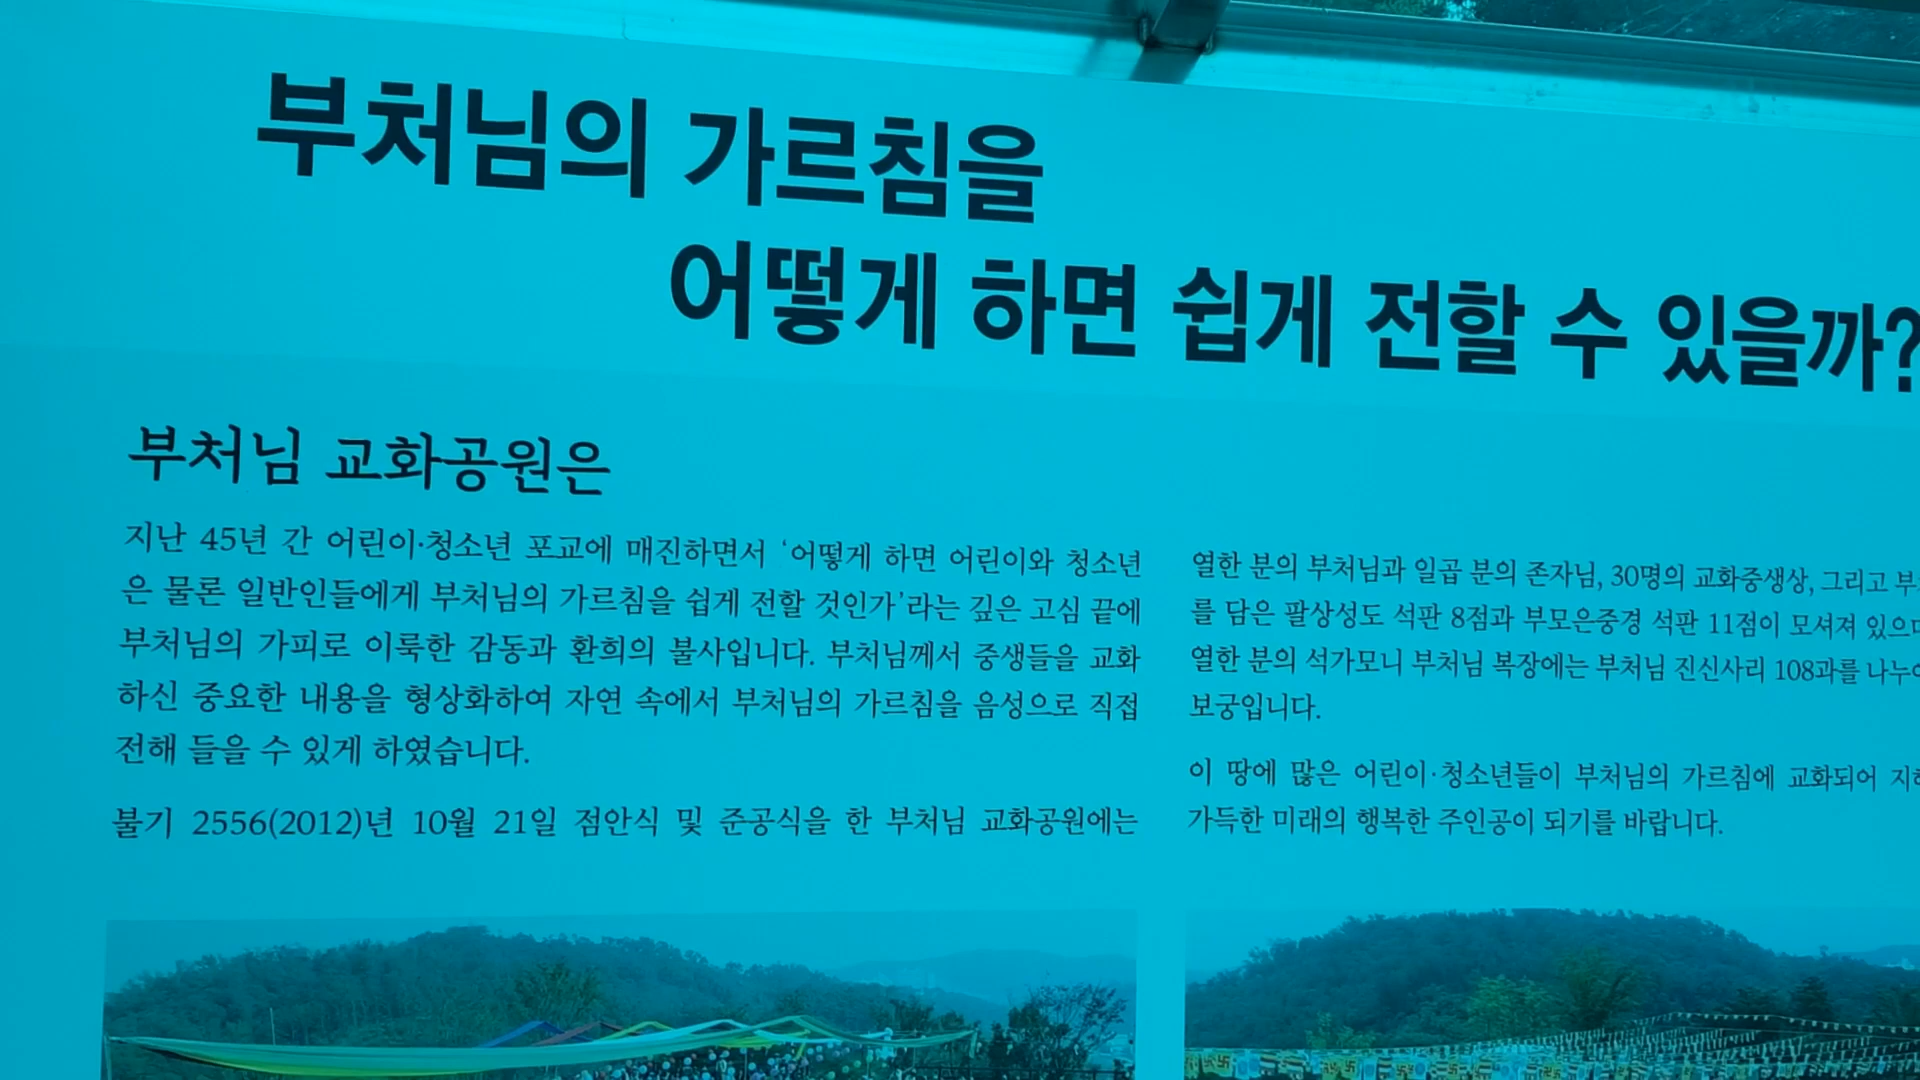 부처님의 가르침을
어떻게 하면 쉽게 전할 수 있을까?
부처님 교화공원은
지난 45년 간 어린이·청소년 포교에 매진하면서 '어떻게 하면 어린이와 청소년
은 물론 일반인들에게 부처님의 가르침을 쉽게 전할 것인가'라는 깊은 고심 끝에
부처님의 가피로 이룩한 감동과 환희의 불사입니다. 부처님께서 중생들을 교화
하신 중요한 내용을 형상화하여 자연 속에서 부처님의 가르침을 음성으로 직접
전해 들을 수 있게 하였습니다.
불기 2556(2012)년 10월 21일 점안식 및 준공식을 한 부처님 교화공원에는
열한 분의 부처님과 일곱 분의 존자님, 30명의 교화중생상, 그리고
를 담은 팔상성도 석판 8점과 부모은중경 석판 11점이 모셔져
열한 분의 석가모니 부처님 복장에는 부처님 진신사리 108과를
보궁입니다.
이 땅에 많은 어린이·청소년들이 부처님의 가르침에 교화되어
가득한 미래의 행복한 주인공이 되기를 바랍니다.